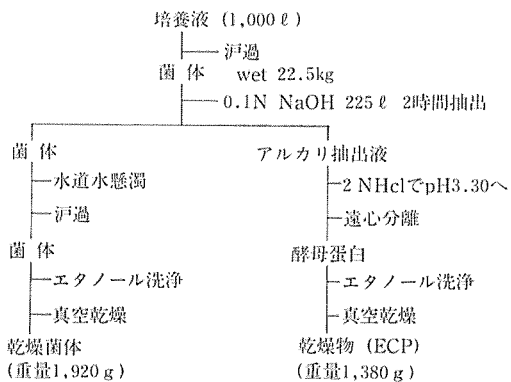 培養液 (1,000ℓ)
沪過
菌体 wet 22.5kg
0.1N NaOH 225ℓ 2時間抽出
菌体
水道水懸濁
沪過
菌体
エタノール洗浄
真空乾燥
乾燥菌体
(重量1,920g)
アルカリ抽出液
2 NHclでpH3.30へ
遠心分離
酵母蛋白
エタノール洗浄
真空乾燥
乾燥物 (ECP)
(重量1,380g)